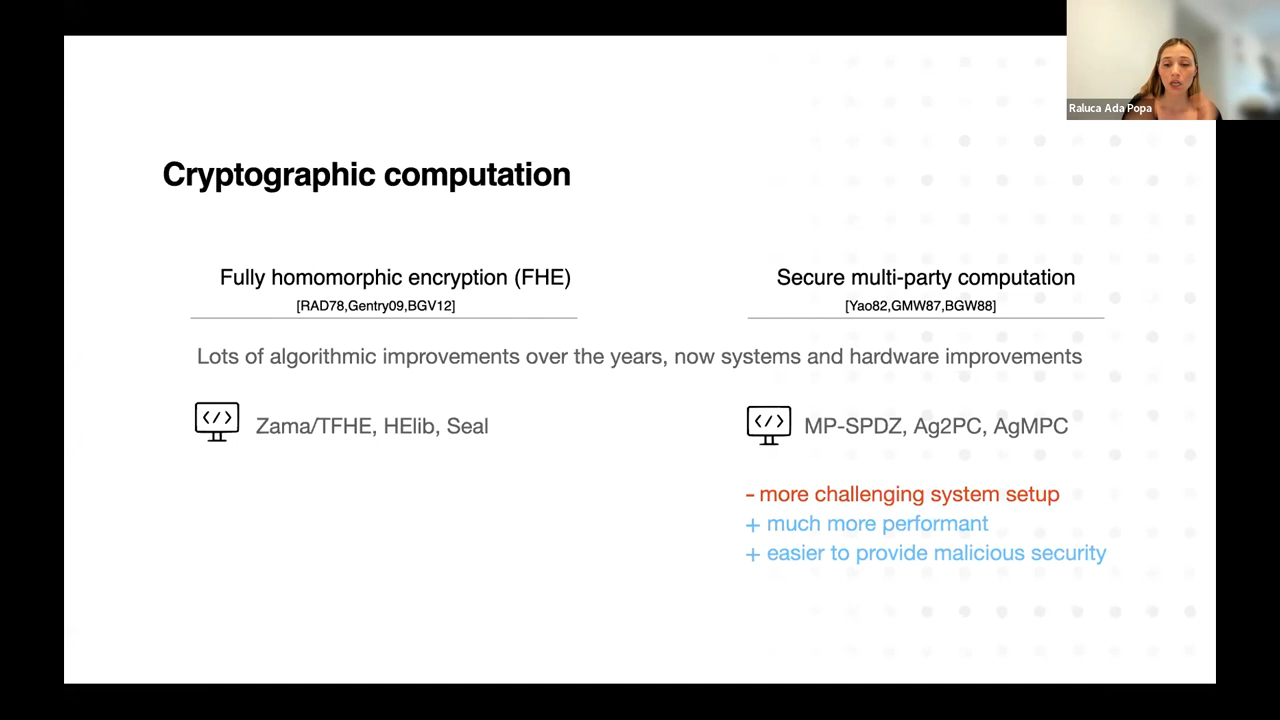 Raluca Ada Popa
Cryptographic computation
Fully homomorphic encryption (FHE)
[RAD78,Gentry09,BGV12]
Secure multi-party computation
[Yao82,GMW87,BGW88]
Lots of algorithmic improvements over the years, now systems and hardware improvements
</> Zama/TFHE, HElib, Seal
</> MP-SPDZ, Ag2PC, AgMPC
- more challenging system setup
+ much more performant
+ easier to provide malicious security